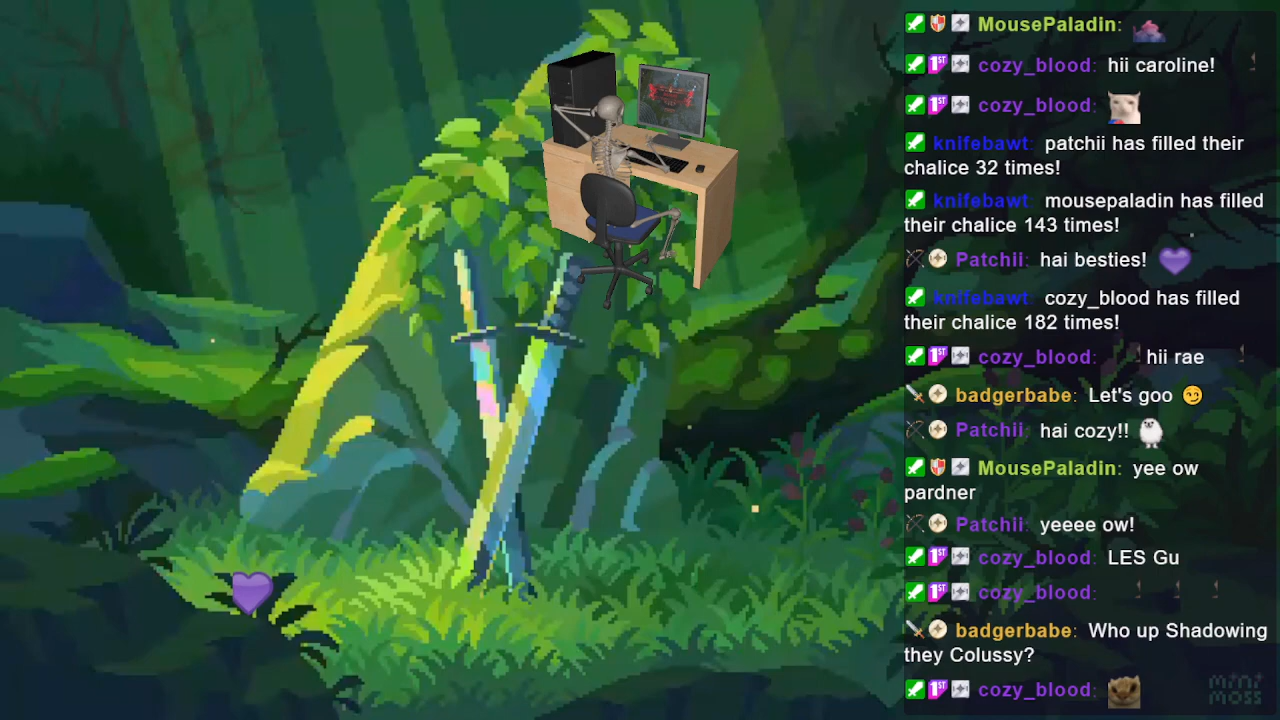 MousePaladin:
cozy_blood: hii caroline!
cozy_blood:
knifebawt: patchii has filled their
chalice 32 times!
knifebawt: mousepaladin has filled
their chalice 143 times!
Patchii: hai besties!
knifebawt: cozy_blood has filled
their chalice 182 times!
cozy_blood: hii rae
badgerbabe: Let's goo
Patchii: hai cozy!!
MousePaladin: yee ow
pardner
Patchii: yeeee ow!
cozy_blood: LES Gu
cozy_blood:
badgerbabe: Who up Shadowing
they Colussy?
cozy_blood:
mini
moss